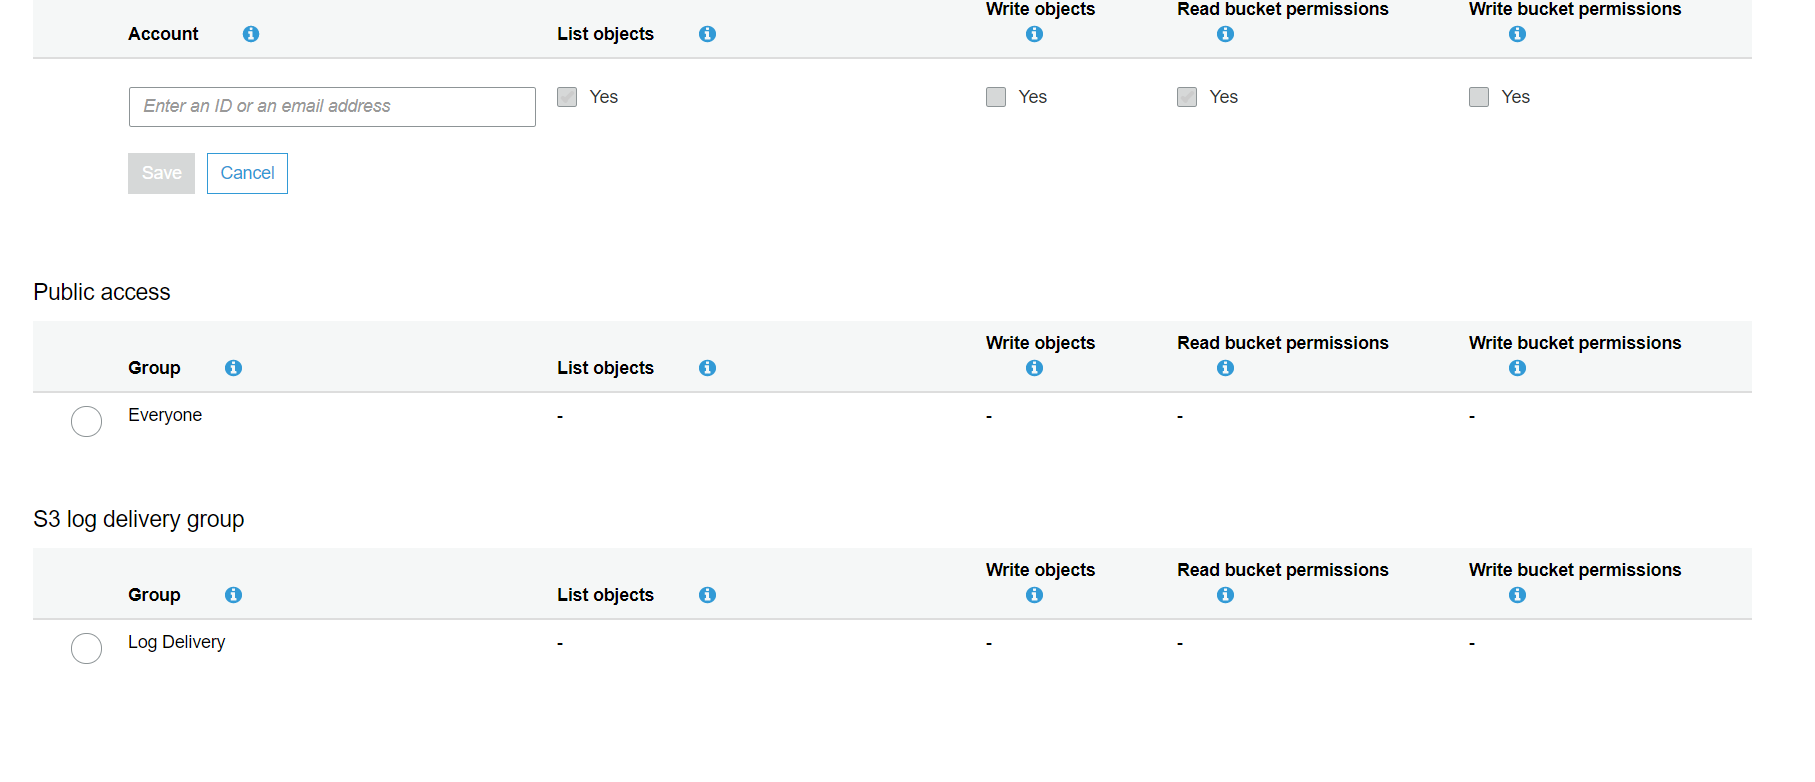 Write objects Read bucket permissions Write bucket permissions
Account List objects
Enter an ID or an email address Yes Yes Yes Yes
Save Cancel
Public access
Write objects Read bucket permissions Write bucket permissions
Group List objects
Everyone - - - -
S3 log delivery group
Write objects Read bucket permissions Write bucket permissions
Group List objects
Log Delivery - - - -